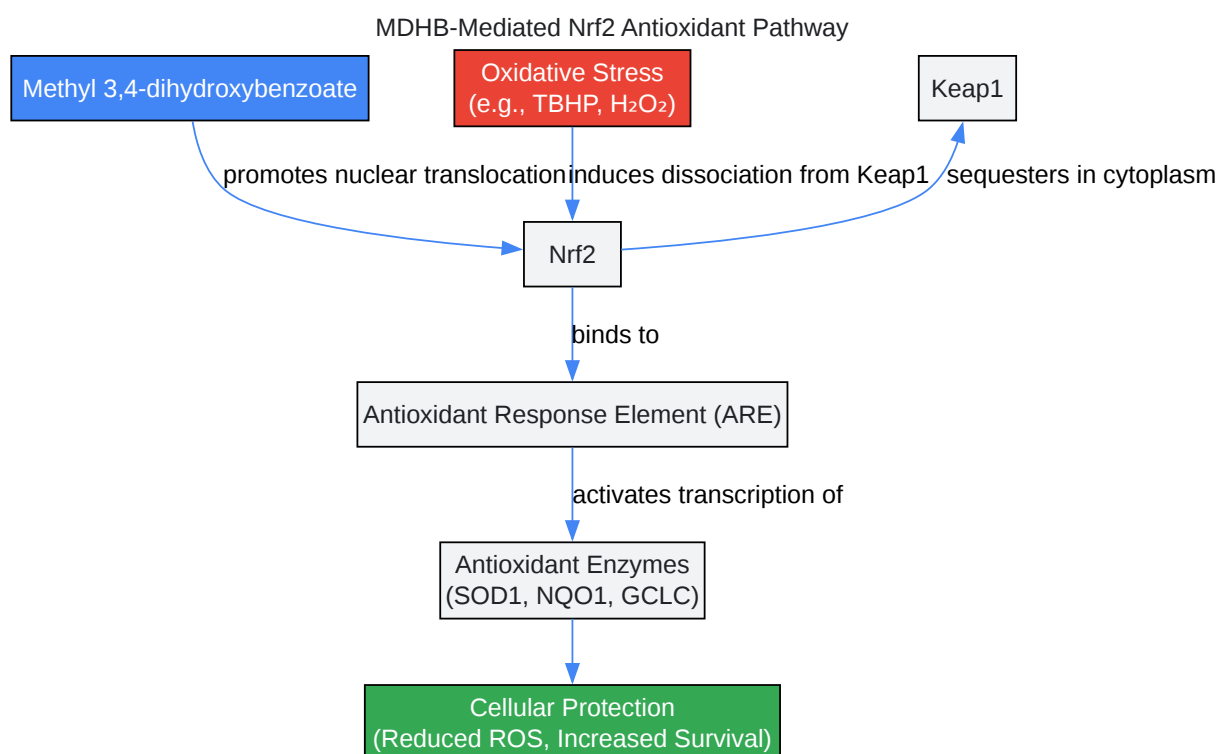 MDHB-Mediated Nrf2 Antioxidant Pathway
Methyl 3,4-dihydroxybenzoate
Oxidative Stress
(e.g., TBHP, H₂O₂)
Keap1
promotes nuclear translocation
induces dissociation from Keap1
sequesters in cytoplasm
Nrf2
binds to
Antioxidant Response Element (ARE)
activates transcription of
Antioxidant Enzymes
(SOD1, NQO1, GCLC)
Cellular Protection
(Reduced ROS, Increased Survival)